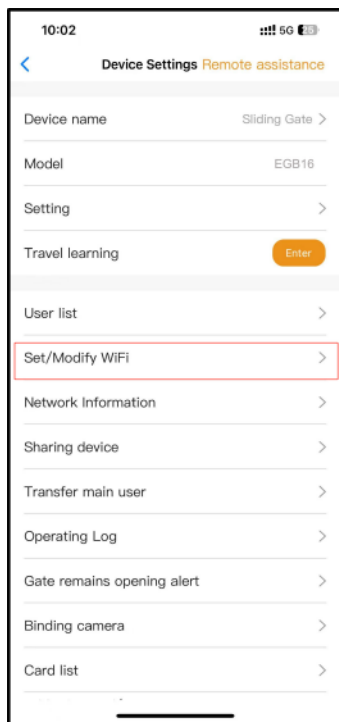 10:02 5G
Device Settings Remote assistance
Device name Sliding Gate
Model EGB16
Setting
Travel learning Enter
User list
Set/Modify WiFi
Network Information
Sharing device
Transfer main user
Operating Log
Gate remains opening alert
Binding camera
Card list